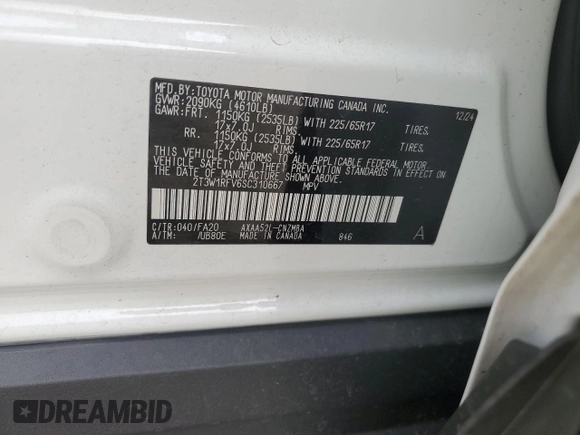 MFD.BY:TOYOTA MOTOR MANUFACTURING CANADA INC.
GVWR:2090KG (4610LB) 12/24
GAWR:FRT. 1150KG (2535LB) WITH 225/65R17 TIRES.
17x7.0J RIMS.
RR. 1150KG (2535LB) WITH 225/65R17 TIRES.
17x7.0J RIMS.
THIS VEHICLE CONFORMS TO ALL APPLICABLE FEDERAL MOTOR
VEHICLE SAFETY AND THEFT PREVENTION STANDARDS IN EFFECT ON
THE DATE OF MANUFACTURE SHOWN ABOVE.
2T3W1RFV6SC310667 MPV
C/TR:040/FA20 AXAA52L-CNZMBA
A/TM: /UB80E MADE IN CANADA 846 A
DREAMBID